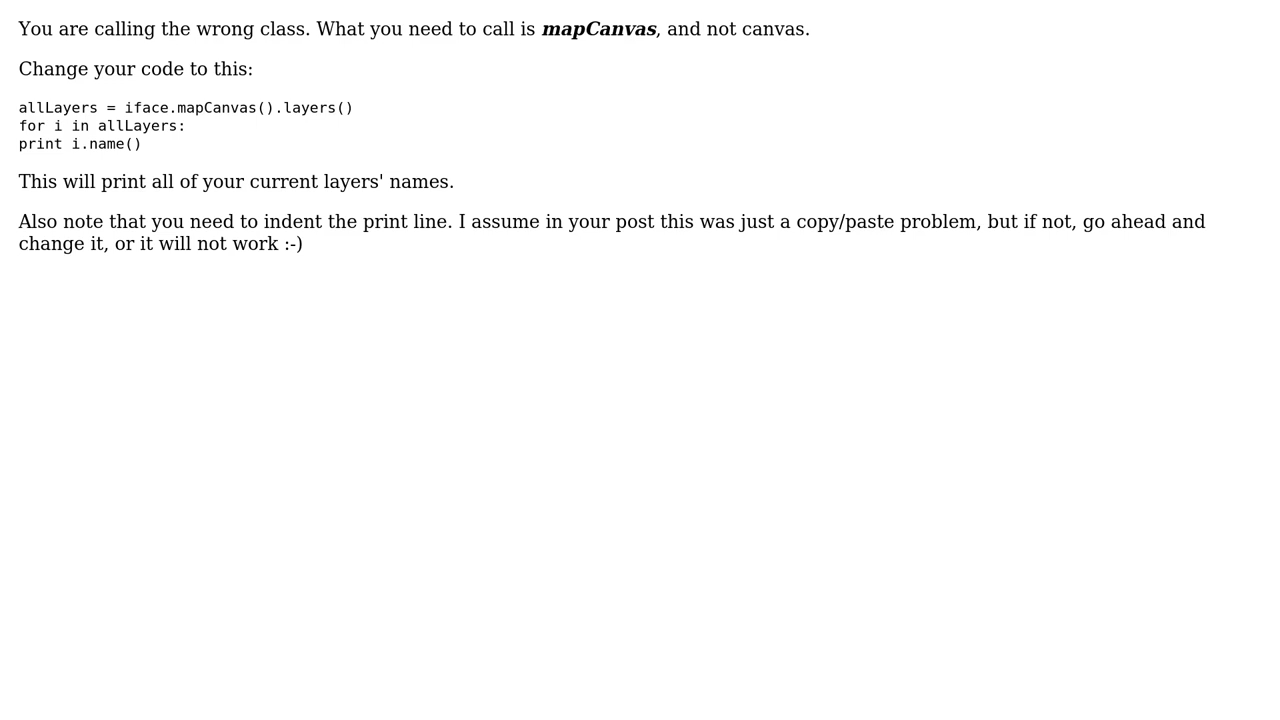 You are calling the wrong class. What you need to call is mapCanvas, and not canvas.
Change your code to this:
allLayers = iface.mapCanvas().layers()
for i in allLayers:
print i.name()
This will print all of your current layers' names.
Also note that you need to indent the print line. I assume in your post this was just a copy/paste problem, but if not, go ahead and
change it, or it will not work :-)